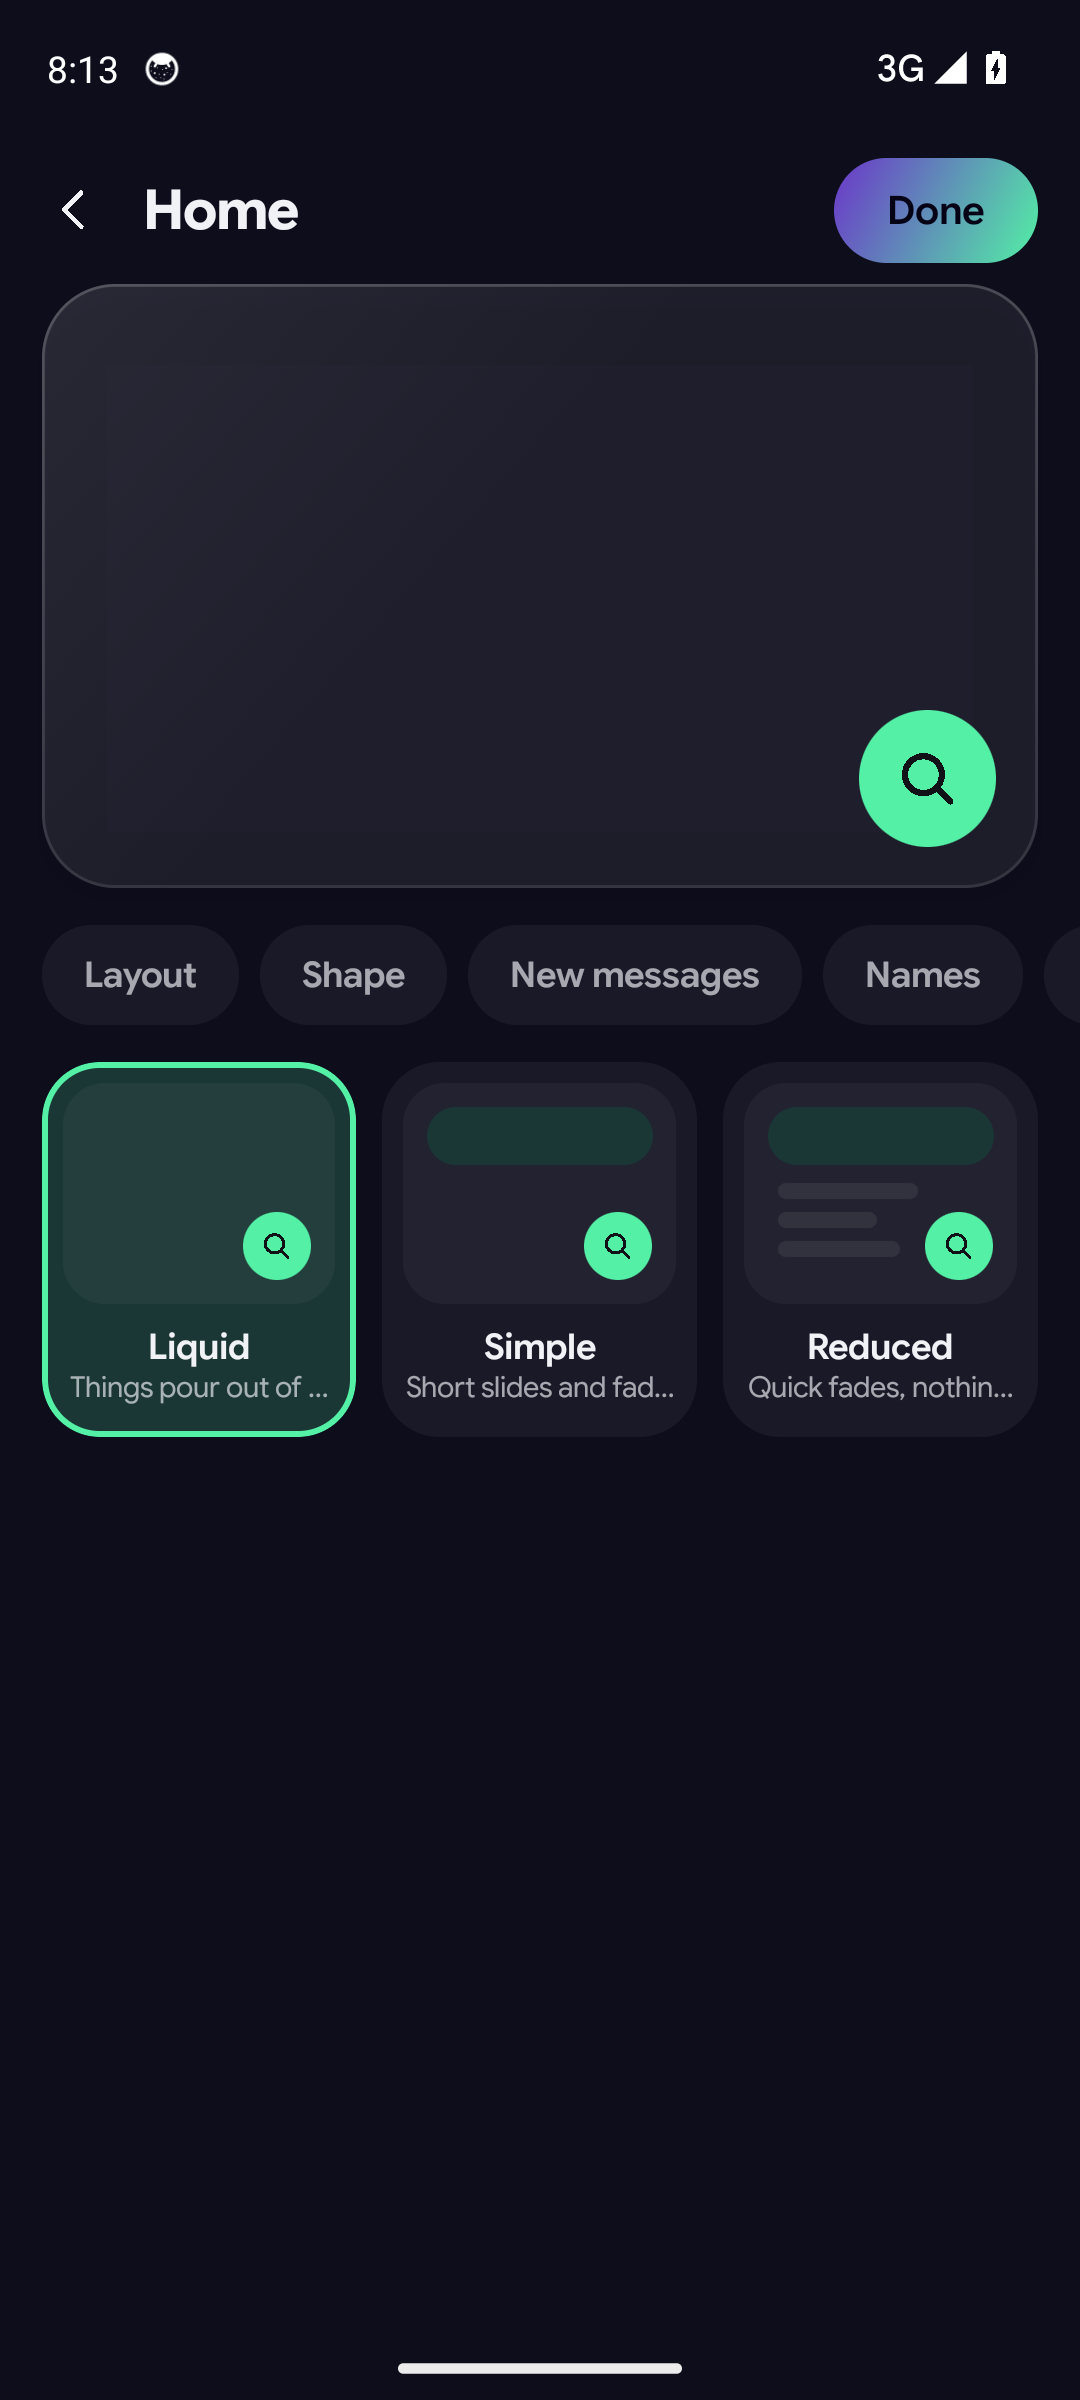 8:13
3G
Home
Done
Layout
Shape
New messages
Names
Liquid
Things pour out of ...
Simple
Short slides and fad...
Reduced
Quick fades, nothin...